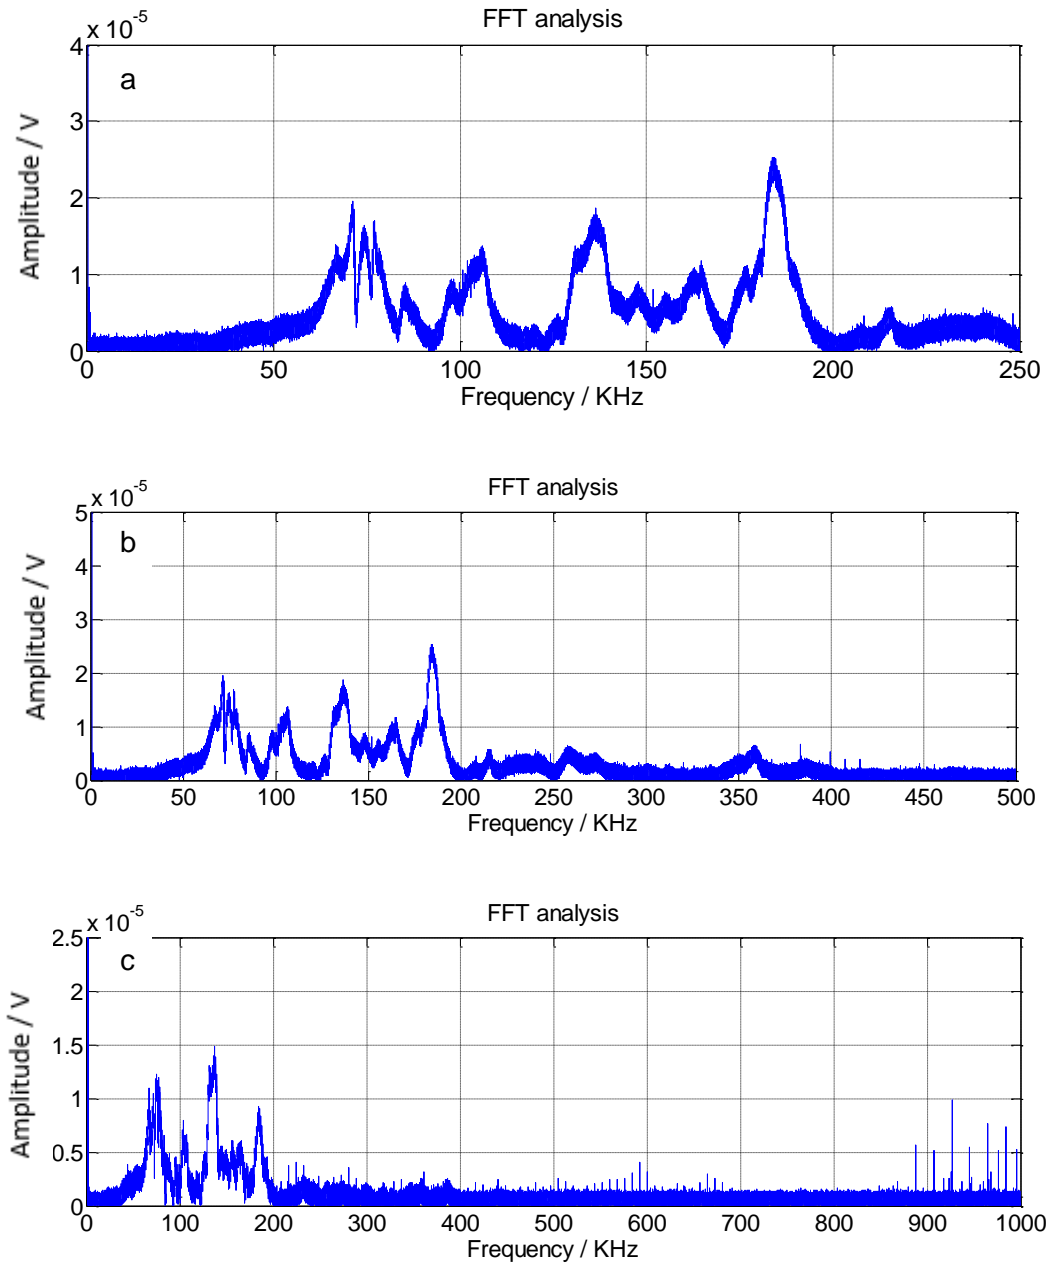 FFT analysis
x 10-5
a
4
3
2
1
0
Amplitude / V
0 50 100 150 200 250
Frequency / KHz
FFT analysis
x 10-5
b
5
4
3
2
1
0
Amplitude / V
0 50 100 150 200 250 300 350 400 450 500
Frequency / KHz
FFT analysis
x 10-5
c
2.5
2
1.5
1
0.5
0
Amplitude / V
0 100 200 300 400 500 600 700 800 900 1000
Frequency / KHz